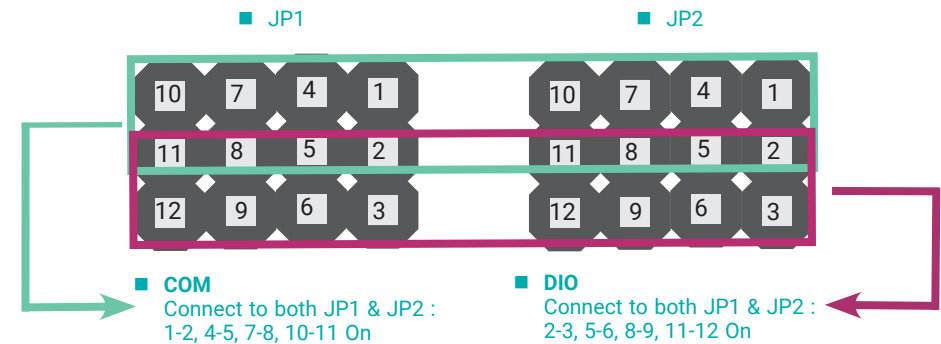 ■ JP1 ■ JP2
10 7 4 1 10 7 4 1
11 8 5 2 11 8 5 2
12 9 6 3 12 9 6 3
■ COM
Connect to both JP1 & JP2 :
1-2, 4-5, 7-8, 10-11 On
■ DIO
Connect to both JP1 & JP2 :
2-3, 5-6, 8-9, 11-12 On